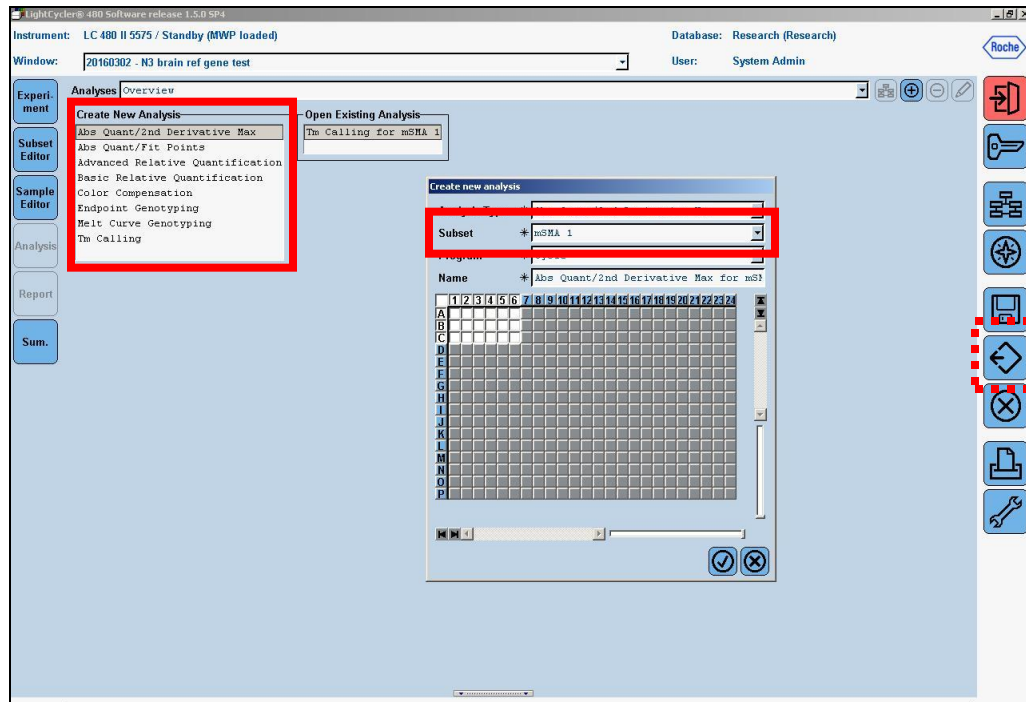 LightCycler® 480 Software release 1.5.0 SP4
Instrument: LC 480 II 5575 / Standby (MWP loaded) Database: Research (Research)
Roche
Window: 20160302 - N3 brain ref gene test User: System Admin
Experi-
ment
Subset
Editor
Sample
Editor
Analysis
Report
Sum.
Analyses Overview
Create New Analysis
Abs Quant/2nd Derivative Max
Abs Quant/Fit Points
Advanced Relative Quantification
Basic Relative Quantification
Color Compensation
Endpoint Genotyping
Melt Curve Genotyping
Tm Calling
Open Existing Analysis
Tm Calling for mSMA 1
Create new analysis
Subset * mSMA 1
Program *
Name * Abs Quant/2nd Derivative Max for mSM
1 2 3 4 5 6 7 8 9 10 11 12 13 14 15 16 17 18 19 20 21 22 23 24
A
B
C
D
E
F
G
H
I
J
K
L
M
N
O
P